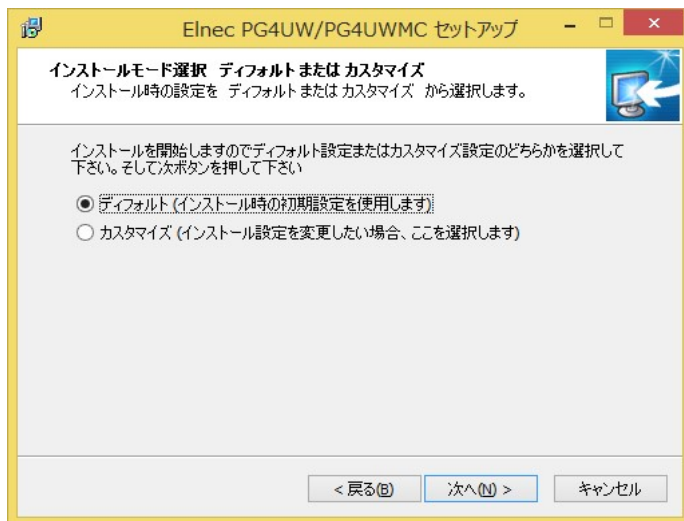 Elnec PG4UW/PG4UWMC セットアップ
インストールモード選択 ディフォルト または カスタマイズ
インストール時の設定を ディフォルト または カスタマイズ から選択します。
インストールを開始しますのでディフォルト設定またはカスタマイズ設定のどちらかを選択して
下さい。そして次ボタンを押して下さい
ディフォルト (インストール時の初期設定を使用します)
カスタマイズ (インストール設定を変更したい場合、ここを選択します)
< 戻る(B)
次へ(N) >
キャンセル